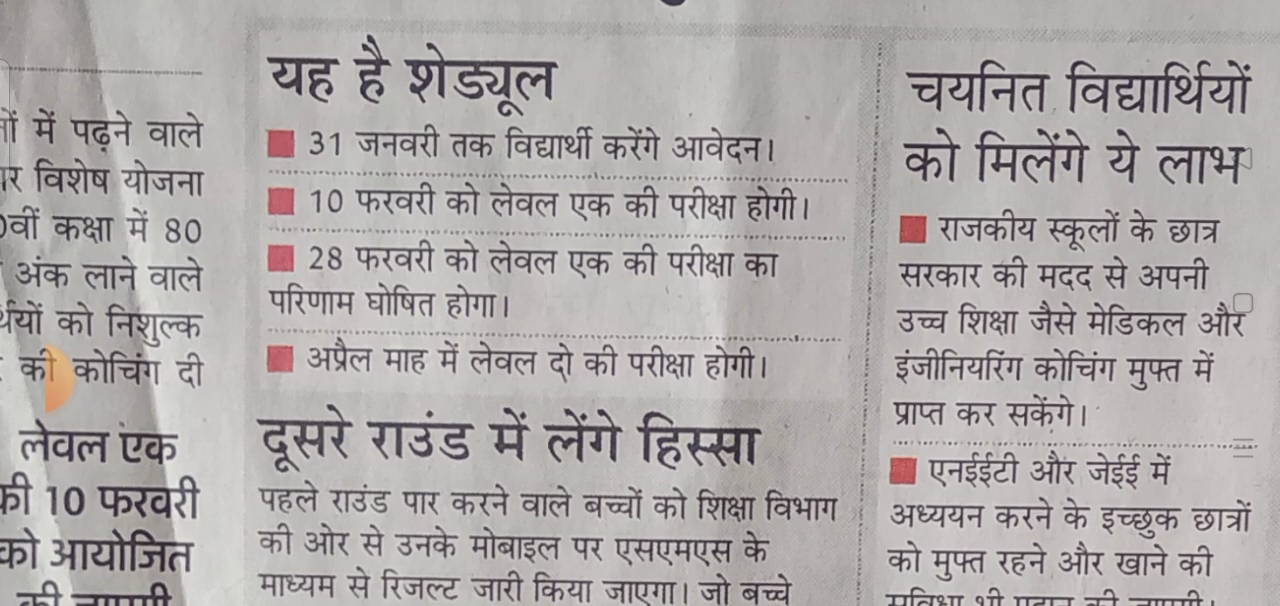 में पढ़ने वाले
विशेष योजना
कक्षा में 80
अंक लाने वाले
को निशुल्क
की कोचिंग दी
लेवल एक
की 10 फरवरी
को आयोजित
यह है शेड्यूल
31 जनवरी तक विद्यार्थी करेंगे आवेदन।
10 फरवरी को लेवल एक की परीक्षा होगी।
28 फरवरी को लेवल एक की परीक्षा का
परिणाम घोषित होगा।
अप्रैल माह में लेवल दो की परीक्षा होगी।
दूसरे राउंड में लेंगे हिस्सा
पहले राउंड पार करने वाले बच्चों को शिक्षा विभाग
की ओर से उनके मोबाइल पर एसएमएस के
माध्यम से रिजल्ट जारी किया जाएगा। जो बच्चे
चयनित विद्यार्थियों
को मिलेंगे ये लाभ
राजकीय स्कूलों के छात्र
सरकार की मदद से अपनी
उच्च शिक्षा जैसे मेडिकल और
इंजीनियरिंग कोचिंग मुफ्त में
प्राप्त कर सकेंगे।
एनईईटी और जेईई में
अध्ययन करने के इच्छुक छात्रों
को मुफ्त रहने और खाने की